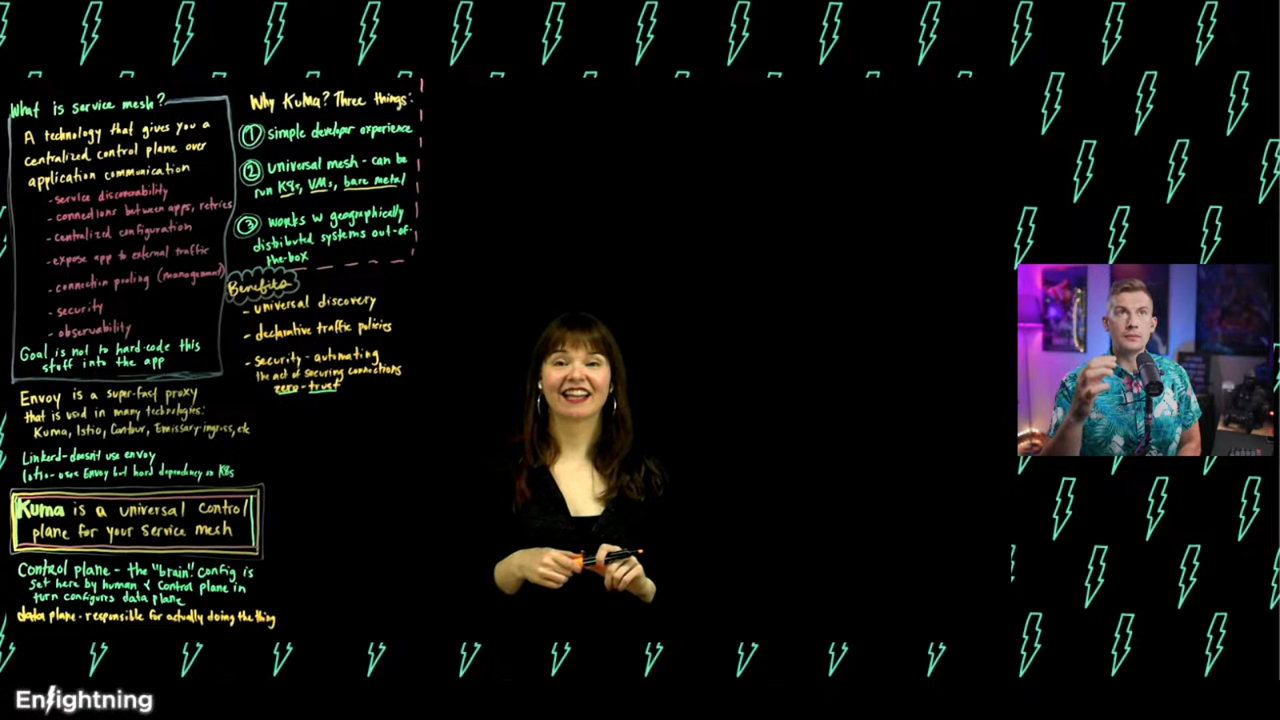 What is service mesh?
A technology that gives you a
centralized control plane over
application communication
- service discoverability
- connections between apps, retries
- centralized configuration
- expose app to external traffic
- connection pooling (management)
- security
- observability
Goal is not to hard-code this
stuff into the app
Envoy is a super-fast proxy
that is used in many technologies:
Kuma, Istio, Contour, Emissary-ingress, etc
Linkerd - doesn't use envoy
Istio - uses Envoy but hard dependency on K8s
Kuma is a universal control
plane for your service mesh
Control plane - the "brain". Config is
set here by human & control plane in
turn configures data plane
data plane - responsible for actually doing the thing
Why Kuma? Three things:
① simple developer experience
② universal mesh - can be
run K8s, VMs, bare metal
③ works w geographically
distributed systems out-of-
the-box
Benefits
- universal discovery
- declarative traffic policies
- security - automating
the act of securing connections
zero-trust
Enlightning